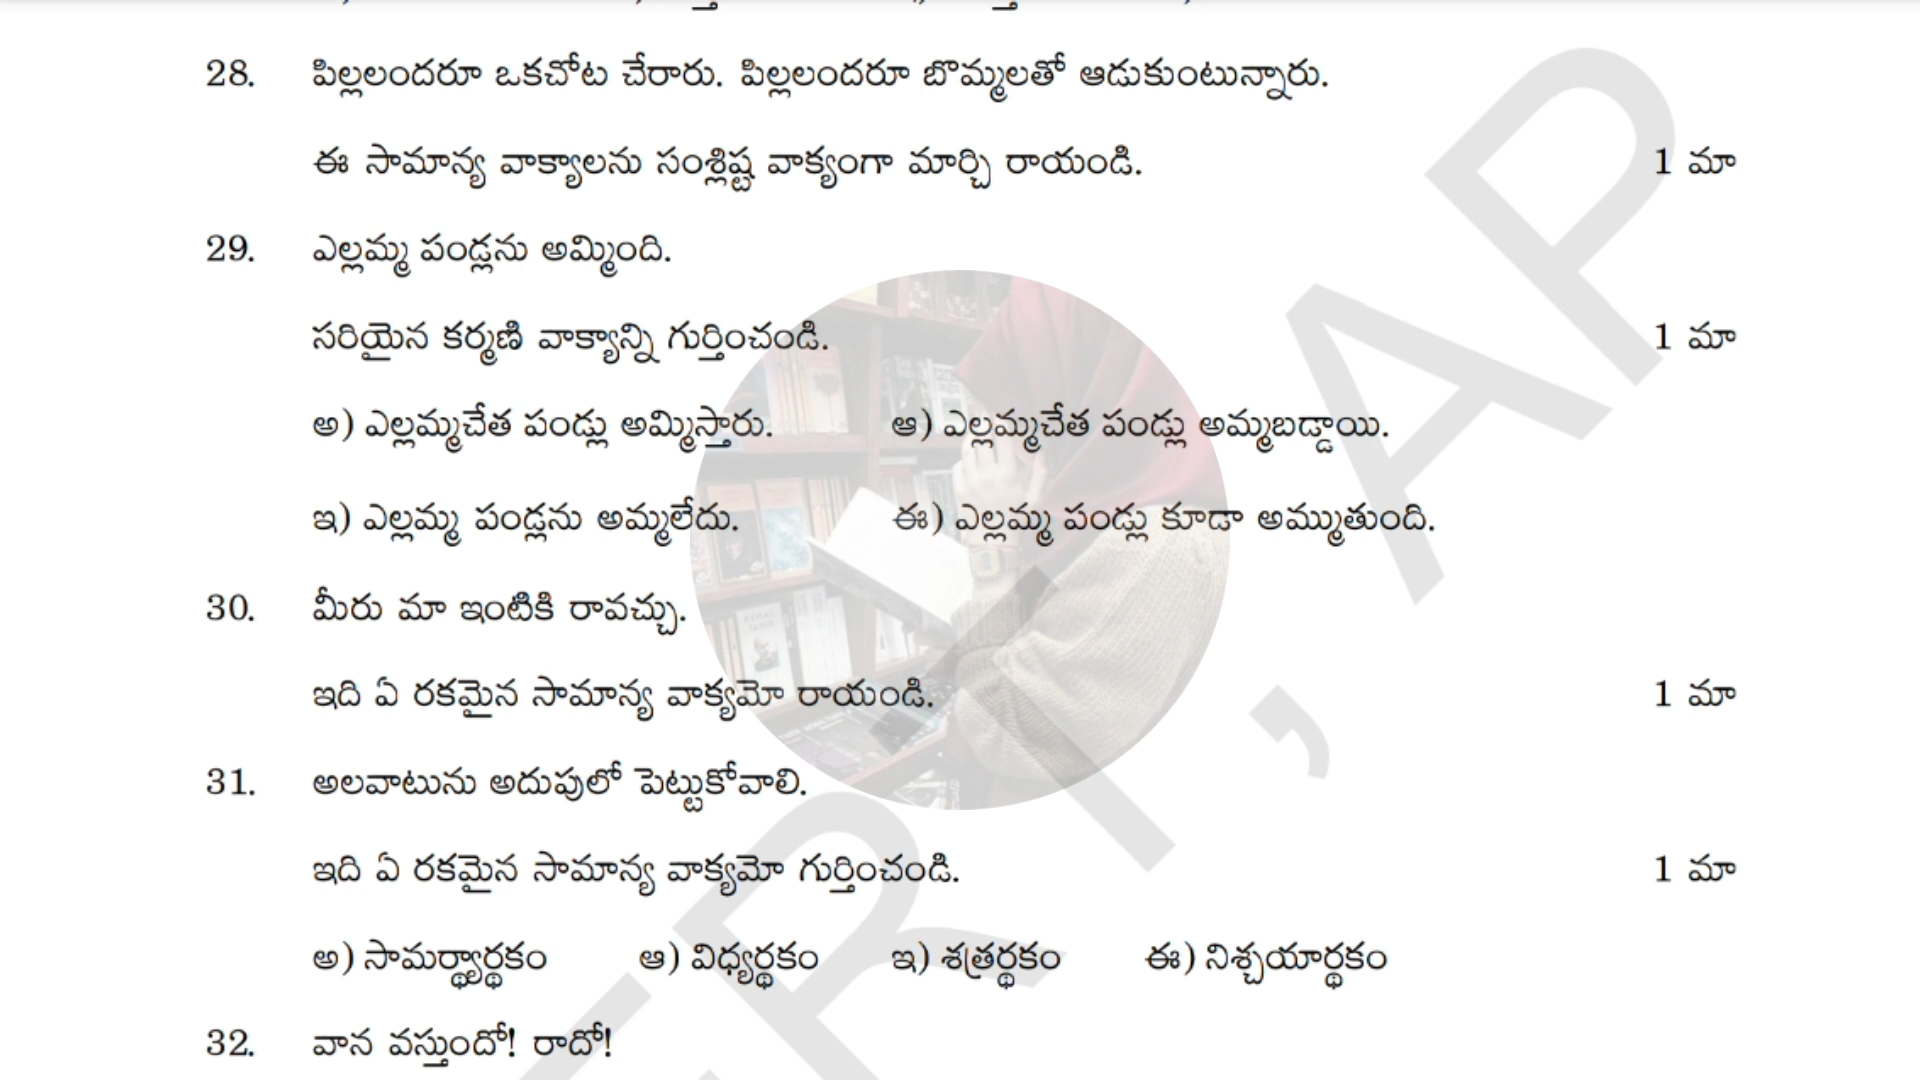 28. పిల్లలందరూ ఒకచోట చేరారు. పిల్లలందరూ బొమ్మలతో ఆడుకుంటున్నారు.
ఈ సామాన్య వాక్యాలను సంశ్లిష్ట వాక్యంగా మార్చి రాయండి. 1 మా
29. ఎల్లమ్మ పండ్లను అమ్మింది.
సరియైన కర్మణి వాక్యాన్ని గుర్తించండి. 1 మా
అ) ఎల్లమ్మచేత పండ్లు అమ్మిస్తారు. ఆ) ఎల్లమ్మచేత పండ్లు అమ్మబడ్డాయి.
ఇ) ఎల్లమ్మ పండ్లను అమ్మలేదు. ఈ) ఎల్లమ్మ పండ్లు కూడా అమ్ముతుంది.
30. మీరు మా ఇంటికి రావచ్చు.
ఇది ఏ రకమైన సామాన్య వాక్యమో రాయండి. 1 మా
31. అలవాటును అదుపులో పెట్టుకోవాలి.
ఇది ఏ రకమైన సామాన్య వాక్యమో గుర్తించండి. 1 మా
అ) సామర్థ్యార్థకం ఆ) విధ్యర్థకం ఇ) శత్రర్థకం ఈ) నిశ్చయార్థకం
32. వాన వస్తుందో! రాదో!